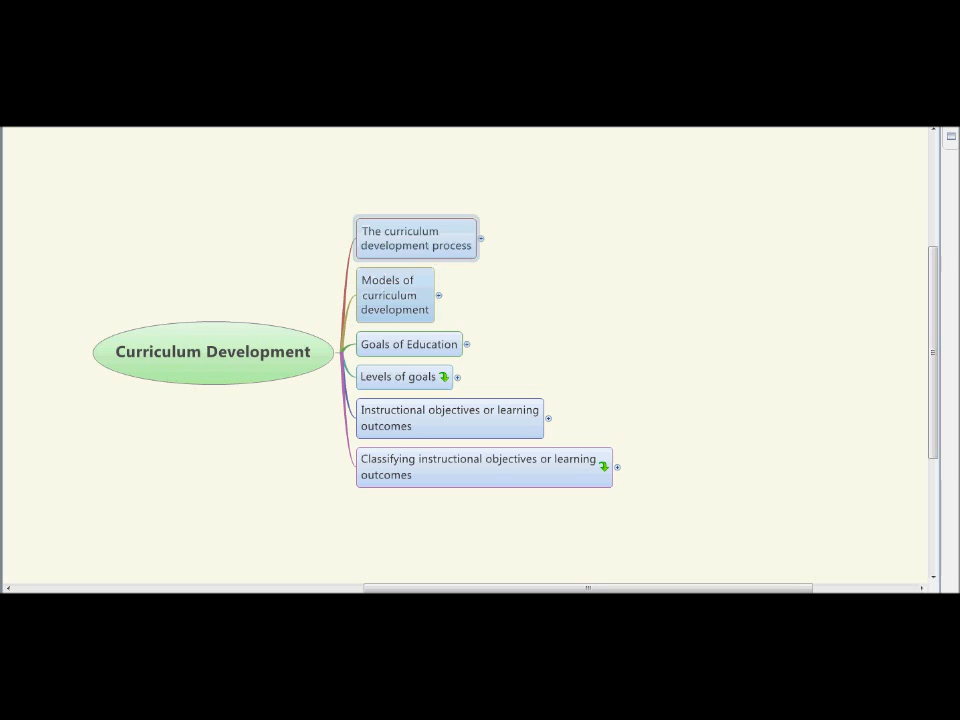 The curriculum
development process
Models of
curriculum
development
Goals of Education
Curriculum Development
Levels of goals
Instructional objectives or learning
outcomes
Classifying instructional objectives or learning
outcomes